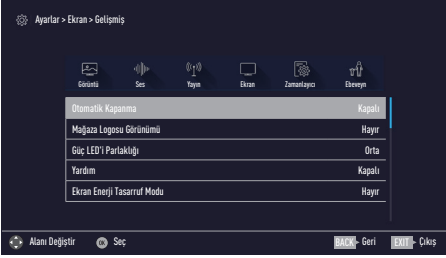 Ayarlar > Ekran > Gelişmiş
Görüntü Ses Yayın Ekran Zamanlayıcı Ebeveyn
Otomatik Kapanma Kapalı
Mağaza Logosu Görünümü Hayır
Güç LED'i Parlaklığı Orta
Yardım Kapalı
Ekran Enerji Tasarruf Modu Hayır
Alanı Değiştir OK Seç BACK Geri EXIT Çıkış